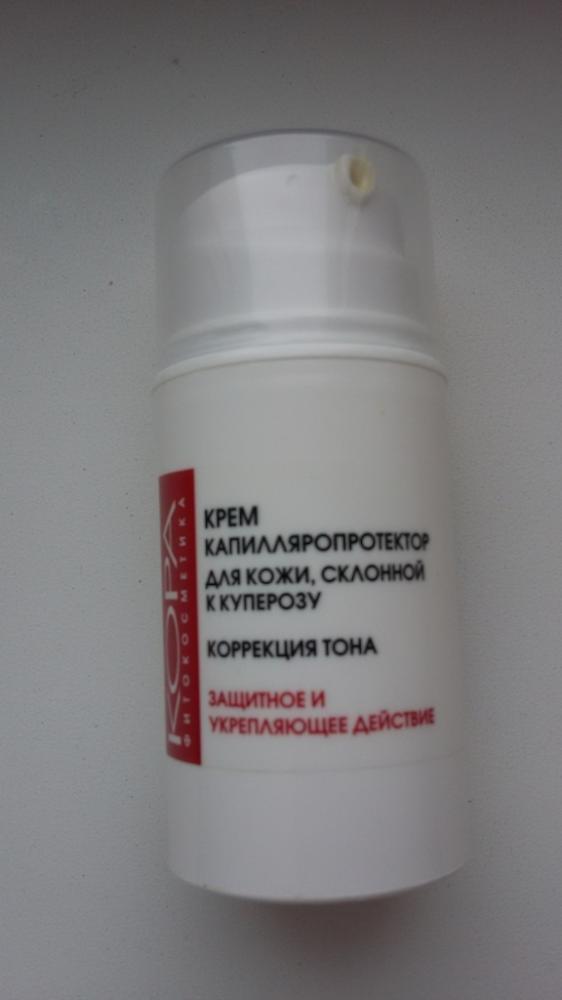 КОРА
ФИТОКОСМЕТИКА
КРЕМ
КАПИЛЛЯРОПРОТЕКТОР
ДЛЯ КОЖИ, СКЛОННОЙ
К КУПЕРОЗУ
КОРРЕКЦИЯ ТОНА
ЗАЩИТНОЕ И
УКРЕПЛЯЮЩЕЕ ДЕЙСТВИЕ